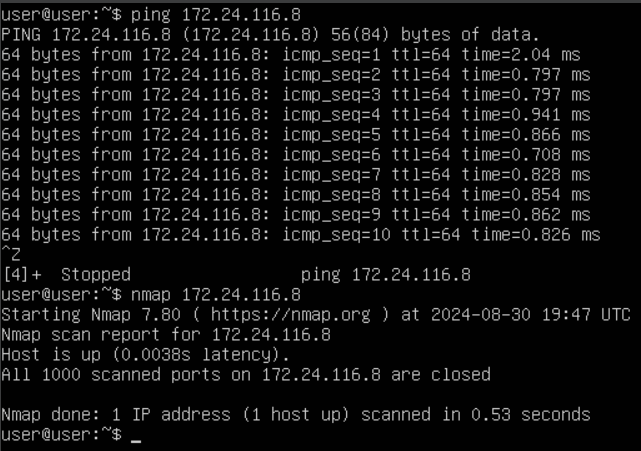 user@user:~$ ping 172.24.116.8
PING 172.24.116.8 (172.24.116.8) 56(84) bytes of data.
64 bytes from 172.24.116.8: icmp_seq=1 ttl=64 time=2.04 ms
64 bytes from 172.24.116.8: icmp_seq=2 ttl=64 time=0.797 ms
64 bytes from 172.24.116.8: icmp_seq=3 ttl=64 time=0.797 ms
64 bytes from 172.24.116.8: icmp_seq=4 ttl=64 time=0.941 ms
64 bytes from 172.24.116.8: icmp_seq=5 ttl=64 time=0.866 ms
64 bytes from 172.24.116.8: icmp_seq=6 ttl=64 time=0.708 ms
64 bytes from 172.24.116.8: icmp_seq=7 ttl=64 time=0.828 ms
64 bytes from 172.24.116.8: icmp_seq=8 ttl=64 time=0.854 ms
64 bytes from 172.24.116.8: icmp_seq=9 ttl=64 time=0.862 ms
64 bytes from 172.24.116.8: icmp_seq=10 ttl=64 time=0.826 ms
^Z
[4]+  Stopped                 ping 172.24.116.8
user@user:~$ nmap 172.24.116.8
Starting Nmap 7.80 ( https://nmap.org ) at 2024-08-30 19:47 UTC
Nmap scan report for 172.24.116.8
Host is up (0.0038s latency).
All 1000 scanned ports on 172.24.116.8 are closed

Nmap done: 1 IP address (1 host up) scanned in 0.53 seconds
user@user:~$ _